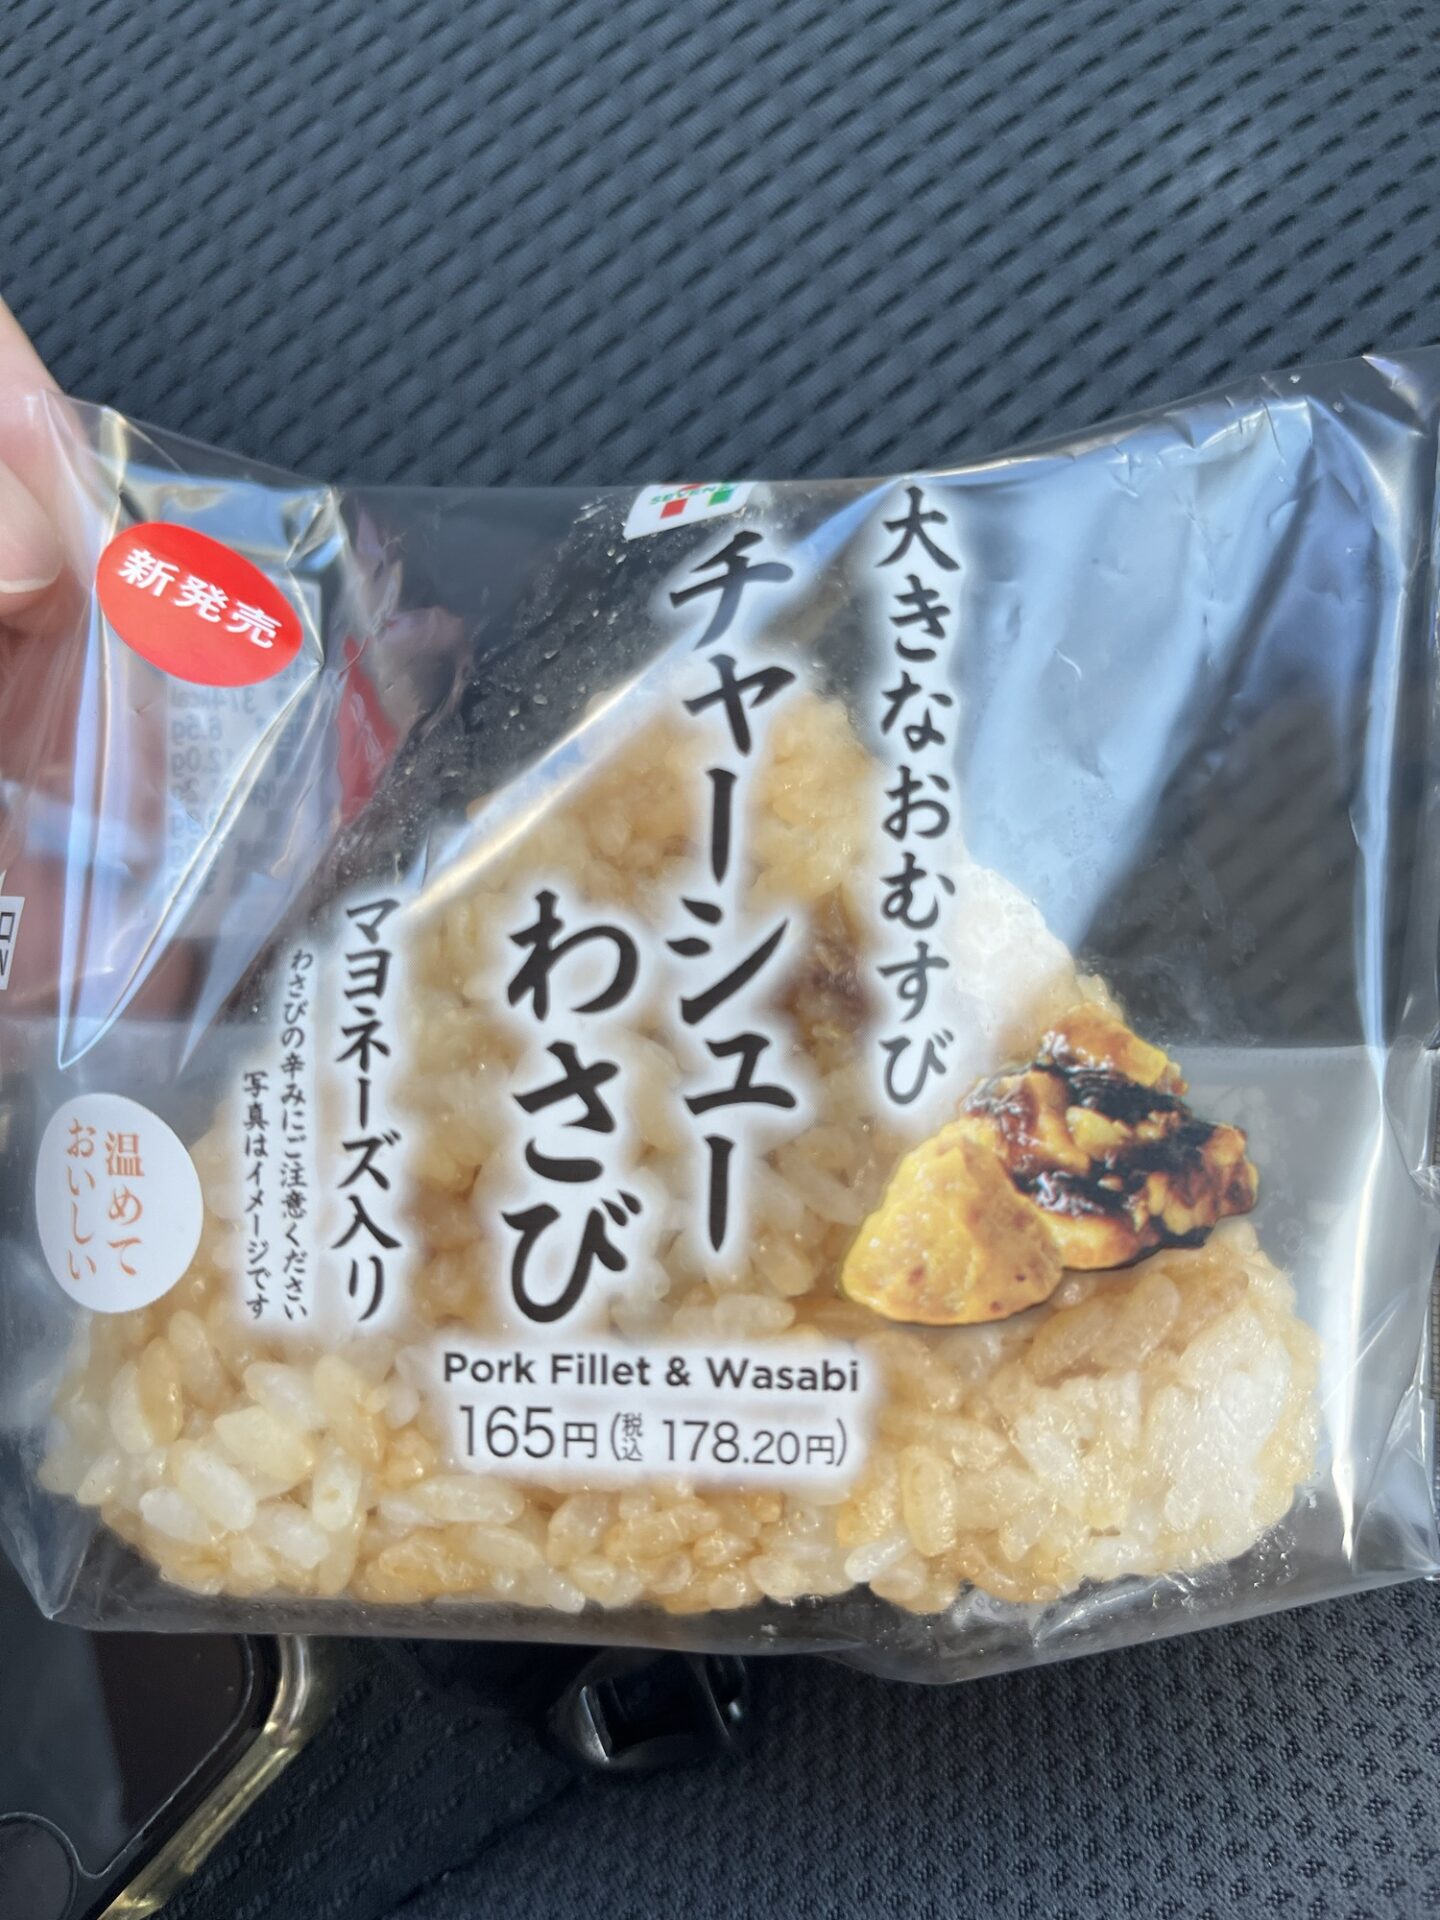 新発売
SEVEN
大きなおむすび
チャーシュー
わさび
マヨネーズ入り
わさびの辛みにご注意ください
写真はイメージです
温めて
おいしい
Pork Fillet & Wasabi
165円(税込 178.20円)